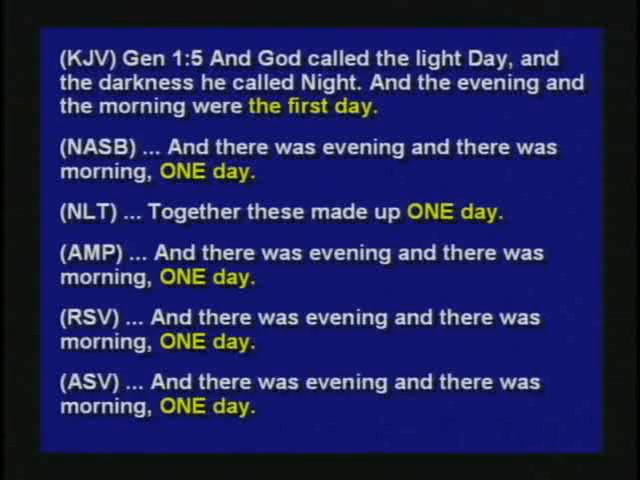 (KJV) Gen 1:5 And God called the light Day, and
the darkness he called Night. And the evening and
the morning were the first day.
(NASB) ... And there was evening and there was
morning, ONE day.
(NLT) ... Together these made up ONE day.
(AMP) ... And there was evening and there was
morning, ONE day.
(RSV) ... And there was evening and there was
morning, ONE day.
(ASV) ... And there was evening and there was
morning, ONE day.